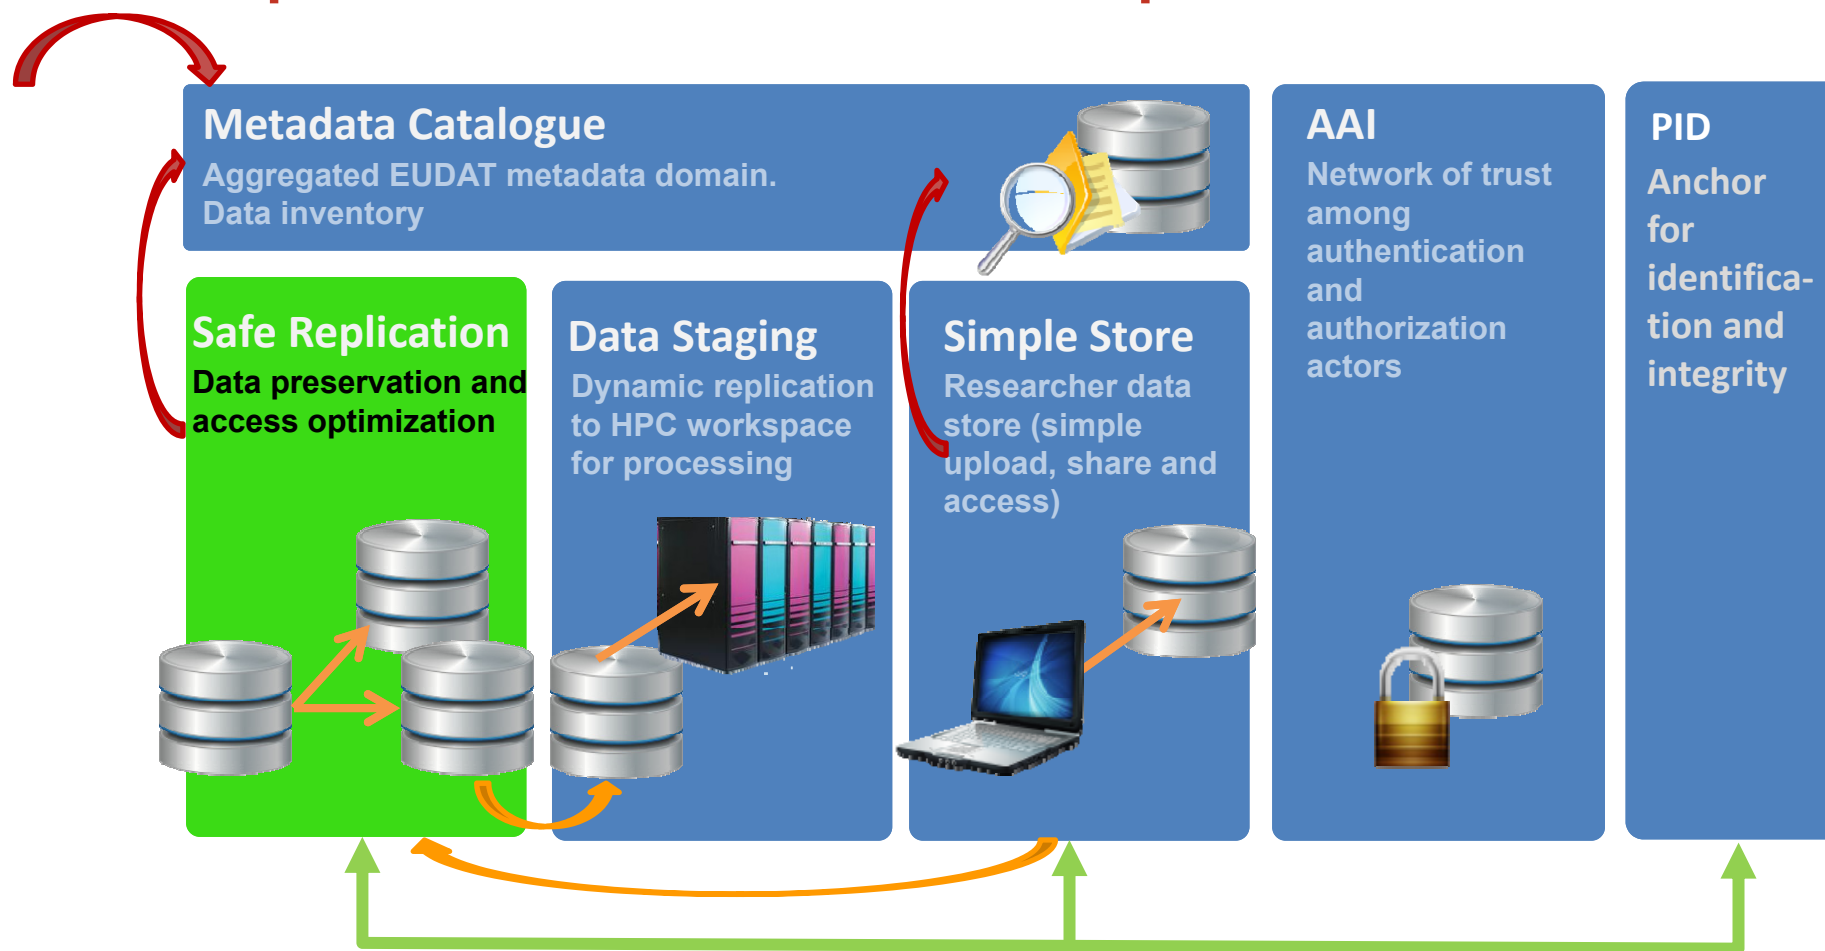 Metadata Catalogue
Aggregated EUDAT metadata domain.
Data inventory
Safe Replication
Data preservation and
access optimization
Data Staging
Dynamic replication
to HPC workspace
for processing
Simple Store
Researcher data
store (simple
upload, share and
access)
AAI
Network of trust
among
authentication
and
authorization
actors
PID
Anchor
for
identifica-
tion and
integrity